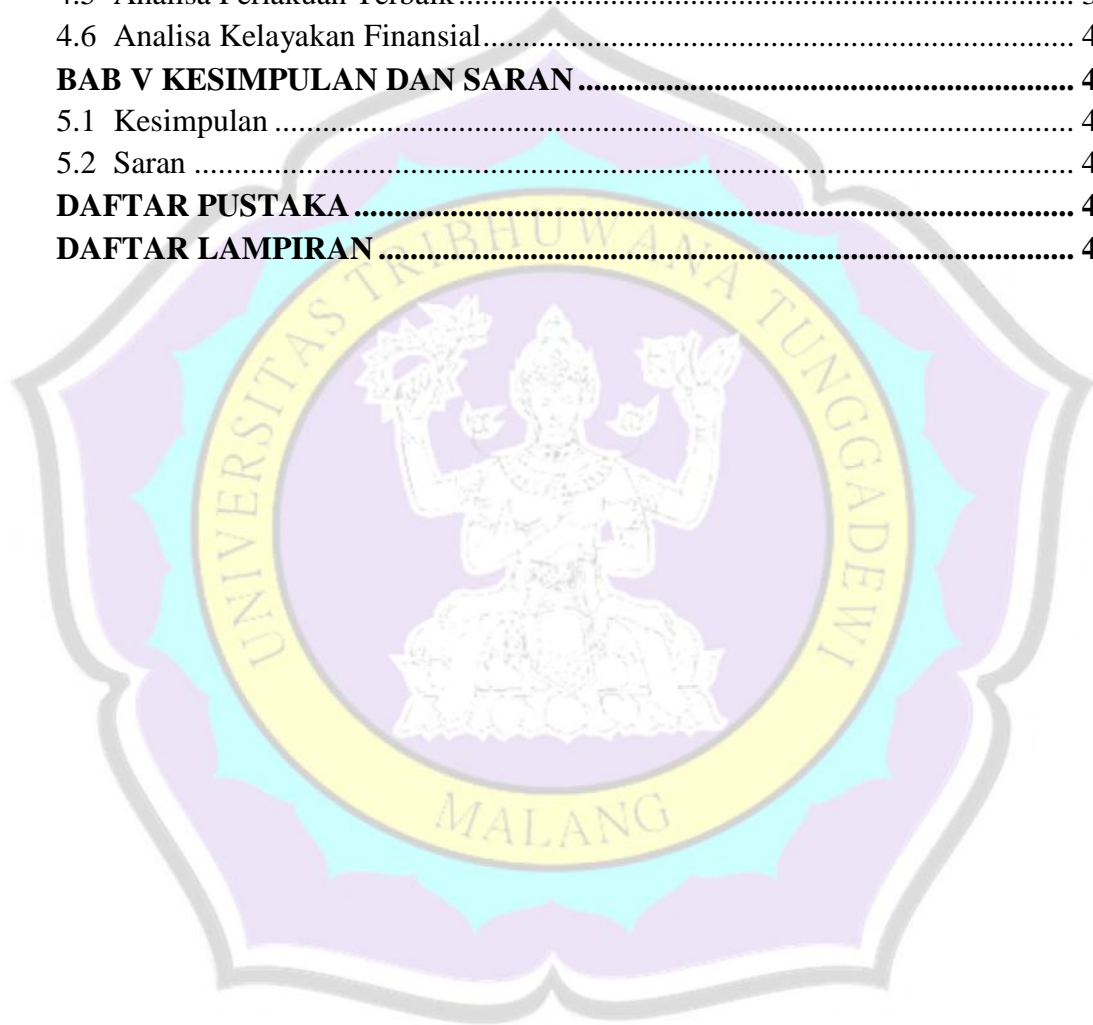 4.5 Analisa Perlakuan Terbaik
4.6 Analisa Kelayakan Finansial........................................................ 4
BAB V KESIMPULAN DAN SARAN ........................................................ 4
5.1 Kesimpulan ........................................................ 4
5.2 Saran ........................................................ 4
DAFTAR PUSTAKA ........................................................ 4
DAFTAR LAMPIRAN ........................................................ 4
UNIVERSITAS TRIBHUWANA TUNGGADEWI
MALANG